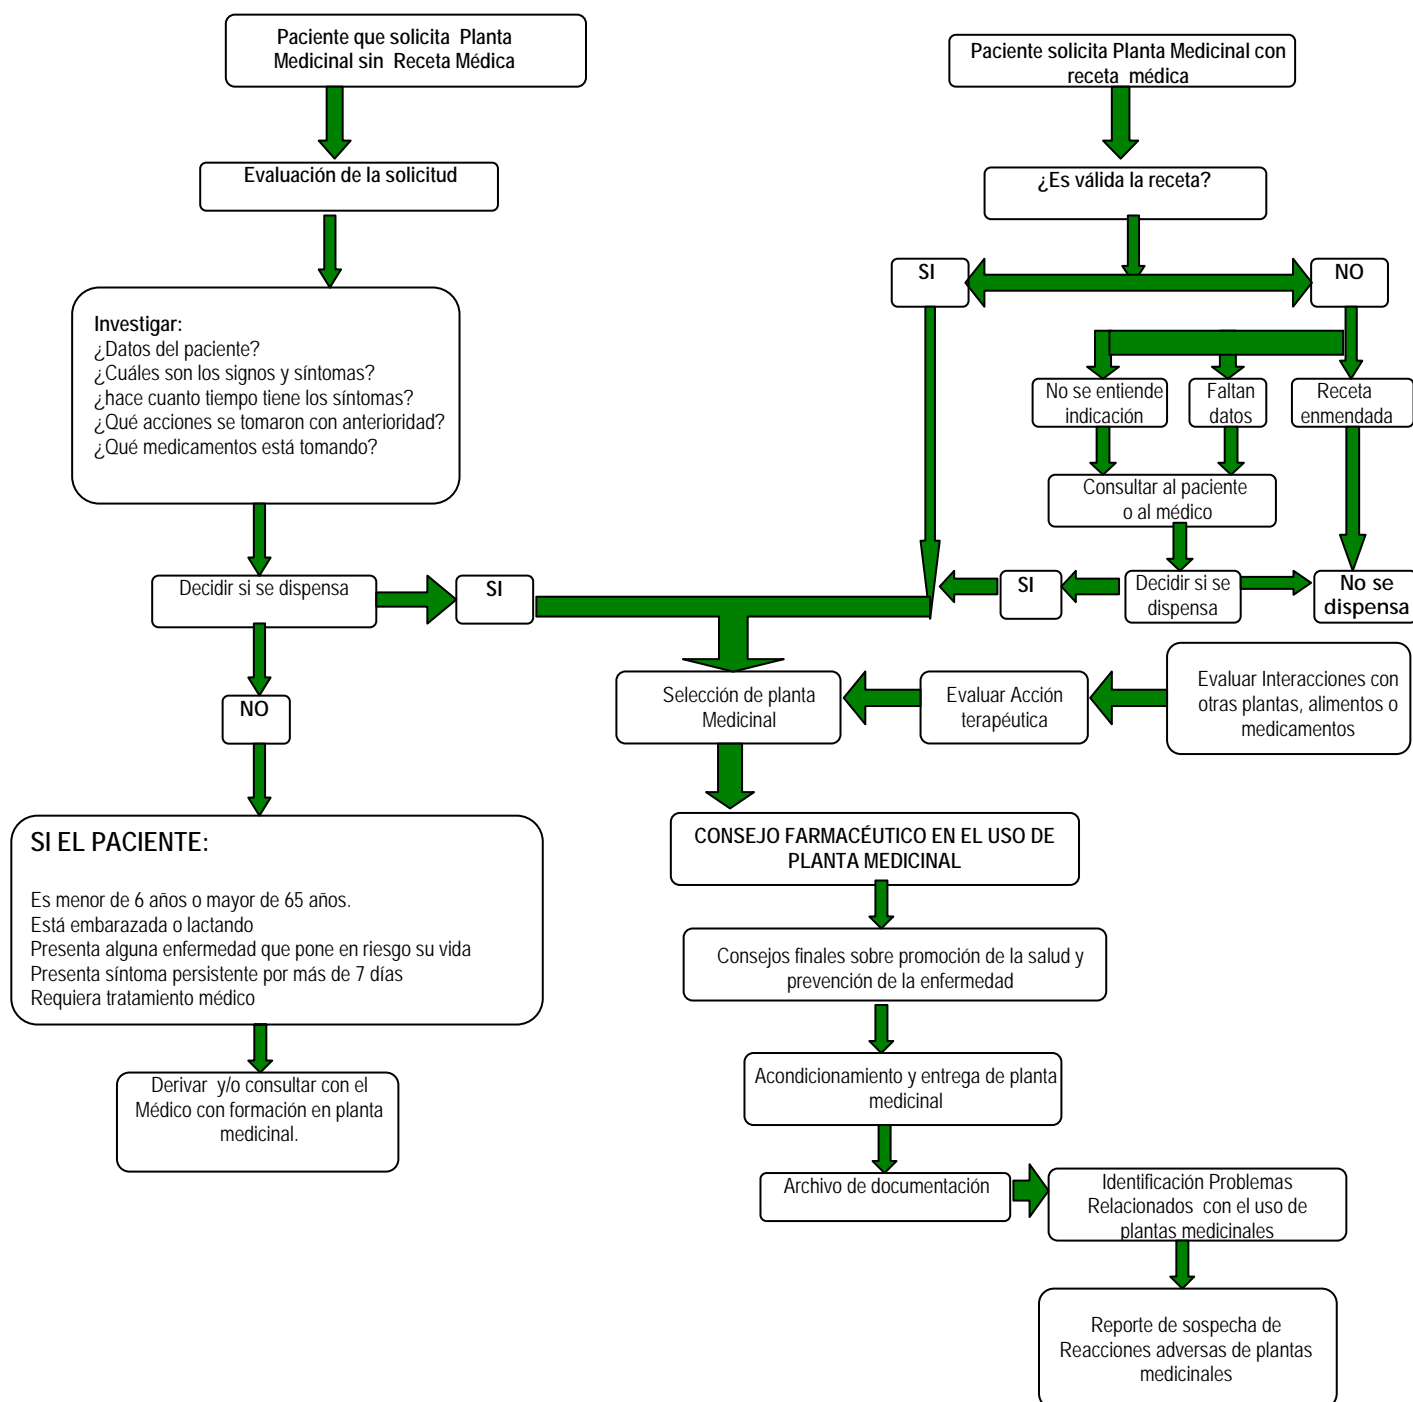 Paciente que solicita Planta
Medicinal sin Receta Médica
Paciente solicita Planta Medicinal con
receta médica
Evaluación de la solicitud
¿Es válida la receta?
SI
NO
Investigar:
¿Datos del paciente?
¿Cuáles son los signos y síntomas?
¿hace cuanto tiempo tiene los síntomas?
¿Qué acciones se tomaron con anterioridad?
¿Qué medicamentos está tomando?
No se entiende
indicación
Faltan
datos
Receta
enmendada
Consultar al paciente
o al médico
Decidir si se dispensa
SI
SI
Decidir si se
dispensa
No se
dispensa
NO
Selección de planta
Medicinal
Evaluar Acción
terapéutica
Evaluar Interacciones con
otras plantas, alimentos o
medicamentos
SI EL PACIENTE:
Es menor de 6 años o mayor de 65 años.
Está embarazada o lactando
Presenta alguna enfermedad que pone en riesgo su vida
Presenta síntoma persistente por más de 7 días
Requiera tratamiento médico
CONSEJO FARMACÉUTICO EN EL USO DE
PLANTA MEDICINAL
Consejos finales sobre promoción de la salud y
prevención de la enfermedad
Acondicionamiento y entrega de planta
medicinal
Derivar y/o consultar con el
Médico con formación en planta
medicinal.
Archivo de documentación
Identificación Problemas
Relacionados con el uso de
plantas medicinales
Reporte de sospecha de
Reacciones adversas de plantas
medicinales